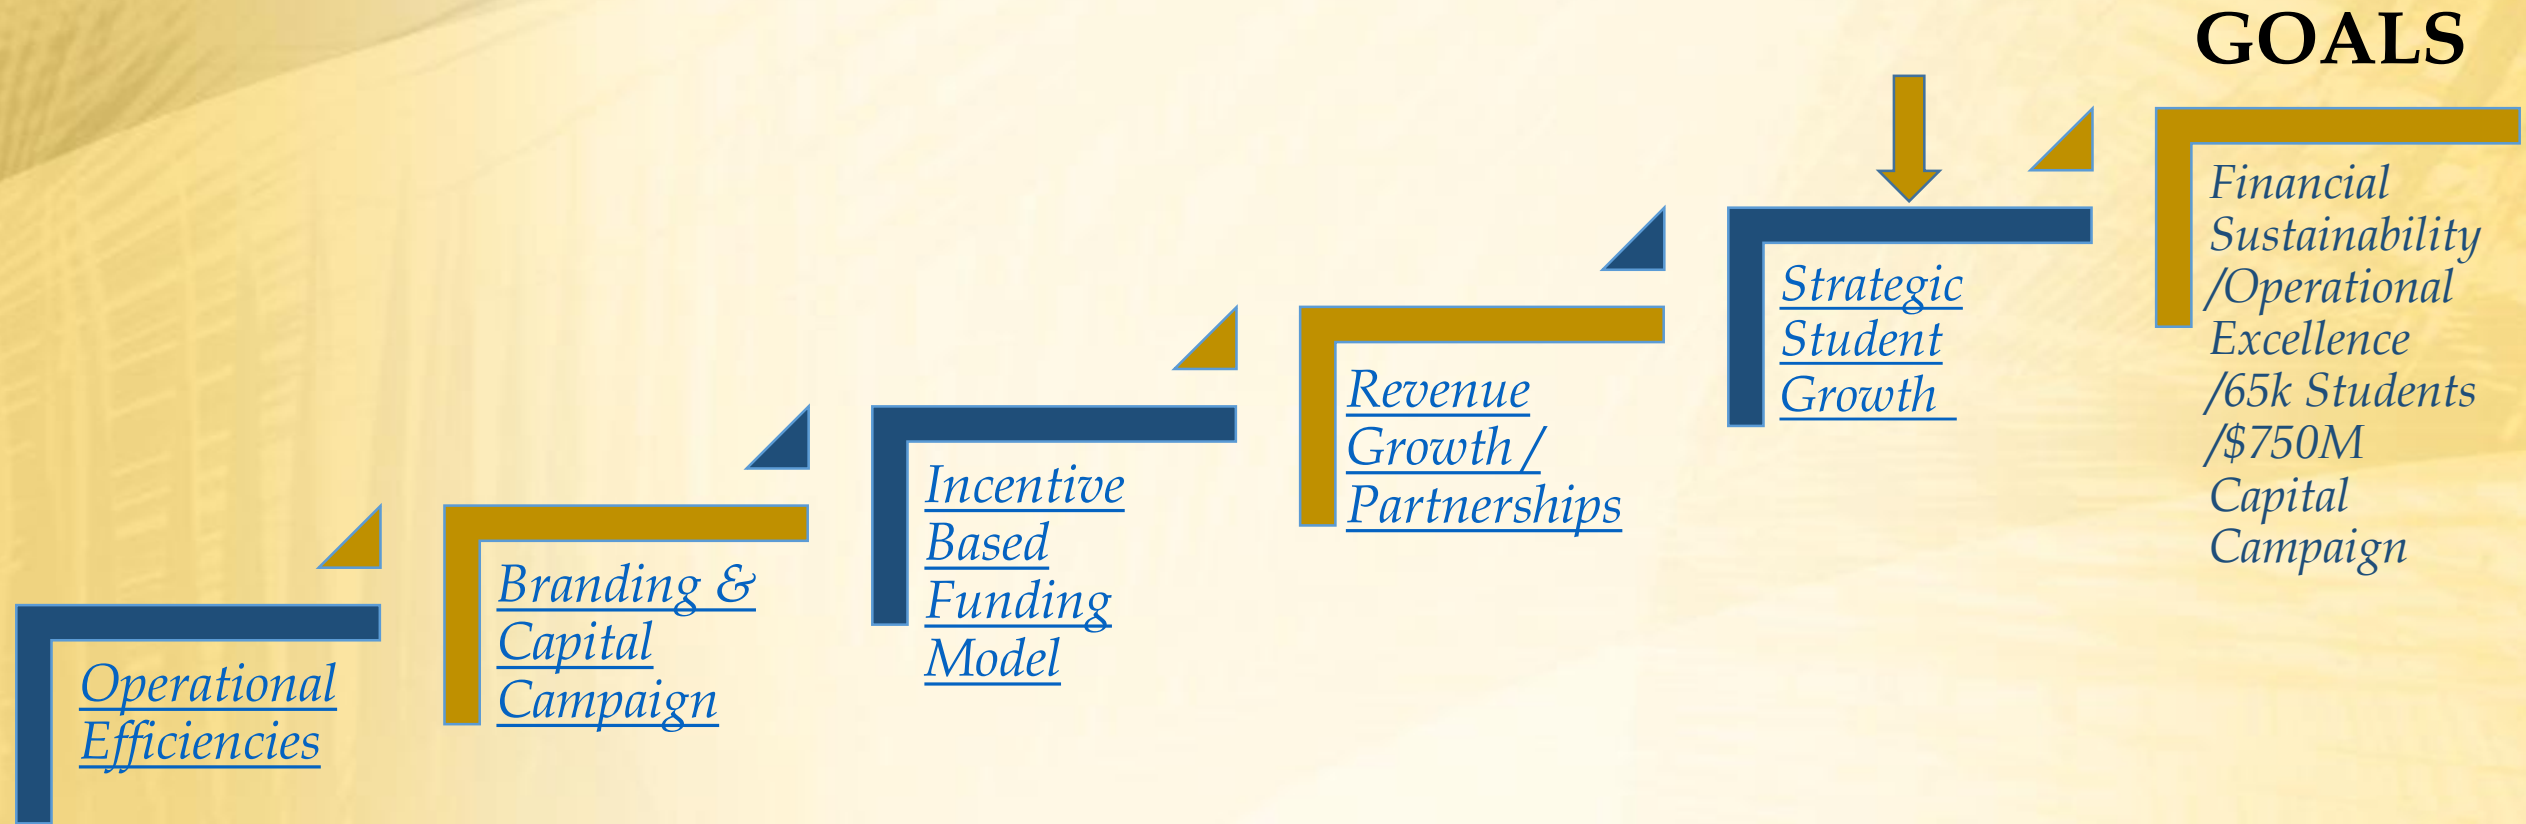 GOALS
Operational
Efficiencies
Branding &
Capital
Campaign
Incentive
Based
Funding
Model
Revenue
Growth /
Partnerships
Strategic
Student
Growth
Financial
Sustainability
/Operational
Excellence
/65k Students
/$750M
Capital
Campaign